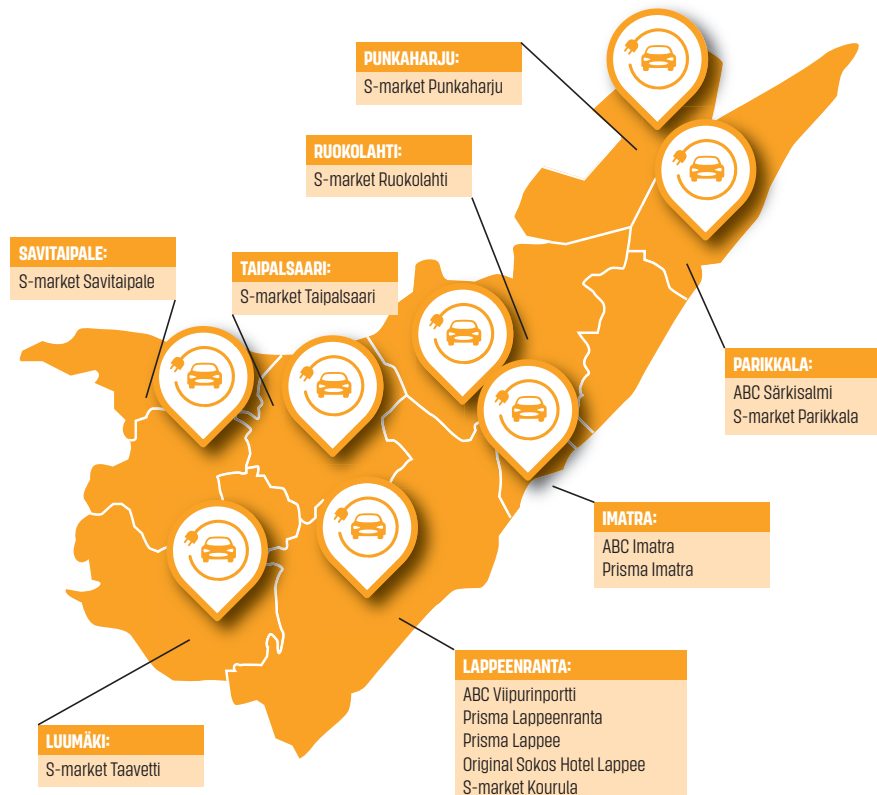 PUNKAHARJU:
S-market Punkaharju
RUOKOLAHTI:
S-market Ruokolahti
SAVITAIPALE:
S-market Savitaipale
TAIPALSAARI:
S-market Taipalsaari
PARIKKALA:
ABC Särkisalmi
S-market Parikkala
IMATRA:
ABC Imatra
Prisma Imatra
LAPPEENRANTA:
ABC Viipurinportti
Prisma Lappeenranta
Prisma Lappee
Original Sokos Hotel Lappee
S-market Kourula
LUUMÄKI:
S-market Taavetti